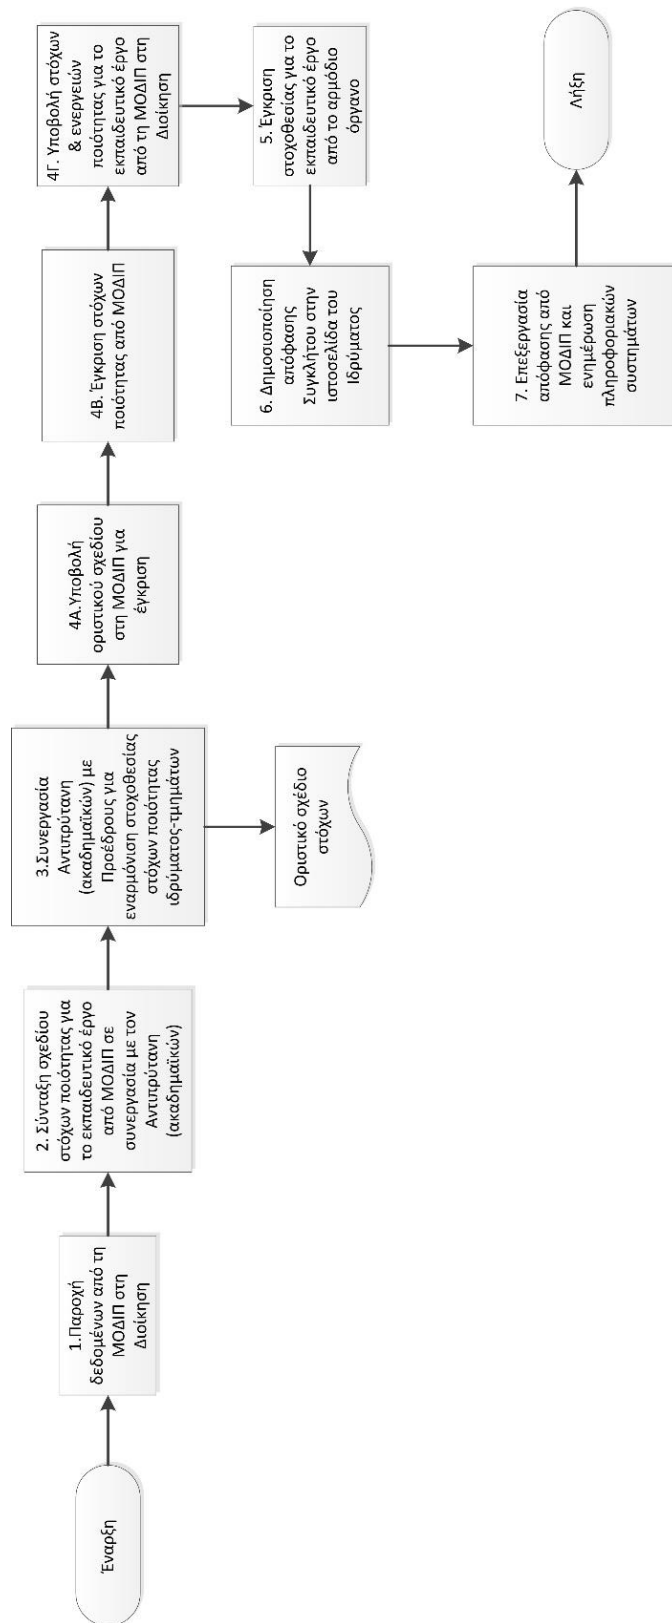 Έναρξη
1.Παροχή
δεδομένων από τη
ΜΟΔΙΠ στη
Διοίκηση
2. Σύνταξη σχεδίου
στόχων ποιότητας για
το εκπαιδευτικό έργο
από ΜΟΔΙΠ σε
συνεργασία με τον
Αντιπρύτανη
(ακαδημαϊκών)
3.Συνεργασία
Αντιπρύτανη
(ακαδημαϊκών) με
Προέδρους για
εναρμόνιση στοχοθεσίας
στόχων ποιότητας
ιδρύματος-τμημάτων
Οριστικό σχέδιο
στόχων
4Α.Υποβολή
οριστικού σχεδίου
στη ΜΟΔΙΠ για
έγκριση
4Β. Έγκριση στόχων
ποιότητας από ΜΟΔΙΠ
4Γ. Υποβολή στόχων
& ενεργειών
ποιότητας για το
εκπαιδευτικό έργο
από τη ΜΟΔΙΠ στη
Διοίκηση
5. Έγκριση
στοχοθεσίας για το
εκπαιδευτικό έργο
από το αρμόδιο
όργανο
6. Δημοσιοποίηση
απόφασης
Συγκλήτου στην
ιστοσελίδα του
Ιδρύματος
7. Επεξεργασία
απόφασης από
ΜΟΔΙΠ και
ενημέρωση
πληροφοριακών
συστημάτων
Λήξη